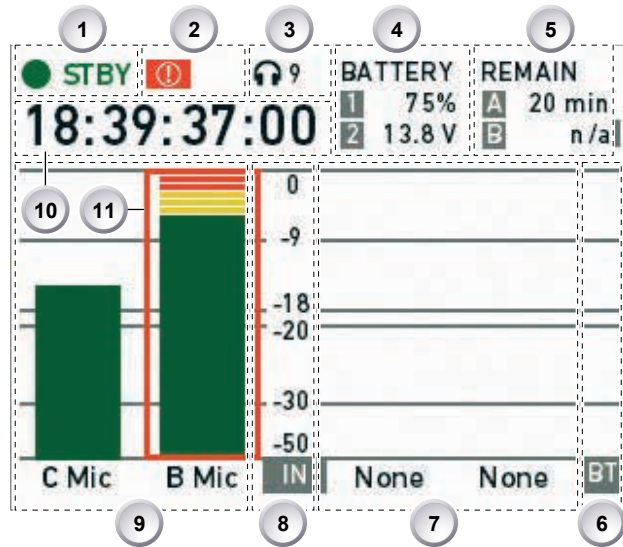 1 2 3 4 5
STBY 9 BATTERY REMAIN
1 75% A 20 min
18:39:37:00 2 13.8 V B n/a
10 11 0
-9
-18
-20
-30
-50
C Mic B Mic IN None None BT
9 8 7 6